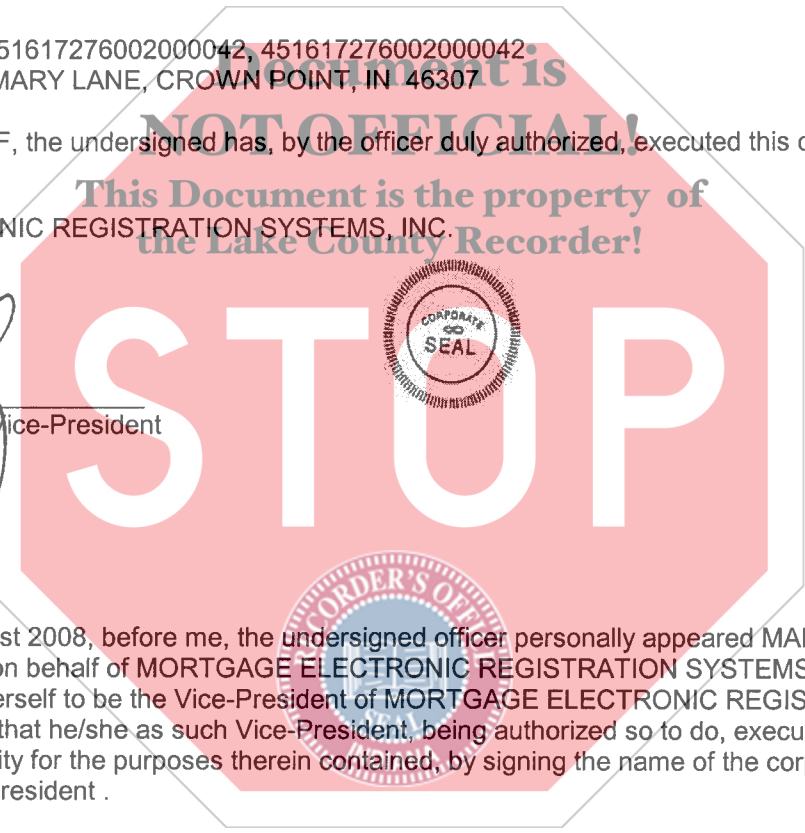 51617276002000042, 451617276002000042
MARY LANE, CROWN POINT, IN 46307
Document is
NOT OFFICIAL!
F, the undersigned has, by the officer duly authorized, executed this
This Document is the property of
the Lake County Recorder!
NIC REGISTRATION SYSTEMS, INC.
CORPORATE
SEAL
STOP
Vice-President
RECORDER'S OFFICE
SEAL
INDIANA
st 2008, before me, the undersigned officer personally appeared
on behalf of MORTGAGE ELECTRONIC REGISTRATION SYSTEMS
erself to be the Vice-President of MORTGAGE ELECTRONIC REGIS
that he/she as such Vice-President, being authorized so to do, execu
ity for the purposes therein contained, by signing the name of the corp
resident .